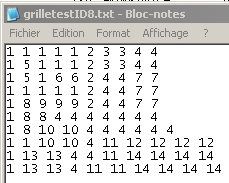 grilletestID8.txt - Bloc-notes
Fichier Edition Format Affichage ?
1 1 1 1 1 2 3 3 4 4
1 5 1 1 1 2 3 3 4 4
1 5 1 6 6 2 4 4 7 7
1 1 1 1 2 2 4 4 7 7
1 8 9 9 9 2 4 4 7 7
1 8 8 4 4 4 4 4 4 4
1 8 10 10 4 4 4 4 4 4
1 1 10 10 4 11 12 12 12 12
1 13 13 4 4 11 14 14 14 14
1 13 13 4 11 11 14 14 14 14